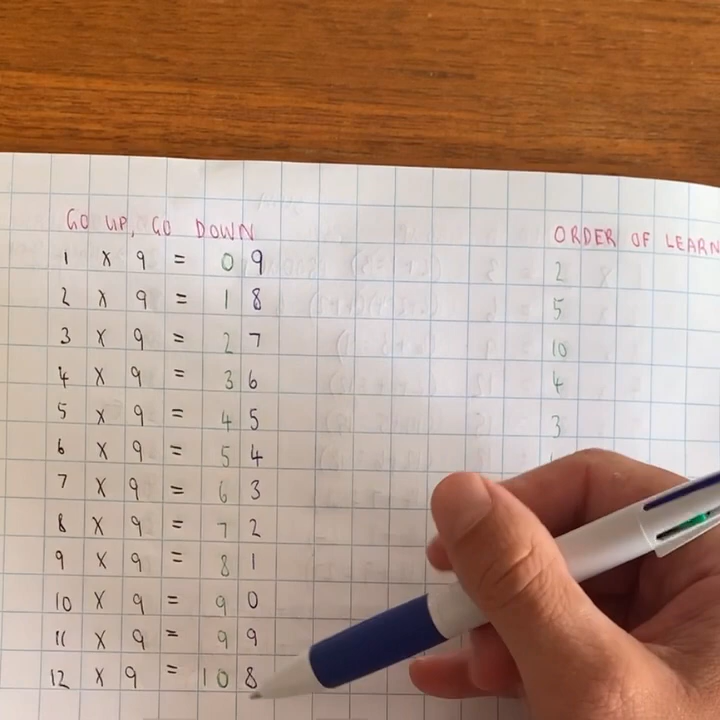 GO UP, GO DOWN
1 X 9 = 0 9
2 X 9 = 1 8
3 X 9 = 2 7
4 X 9 = 3 6
5 X 9 = 4 5
6 X 9 = 5 4
7 X 9 = 6 3
8 X 9 = 7 2
9 X 9 = 8 1
10 X 9 = 9 0
11 X 9 = 9 9
12 X 9 = 1 0 8
ORDER OF LEARN
2
5
10
4
3